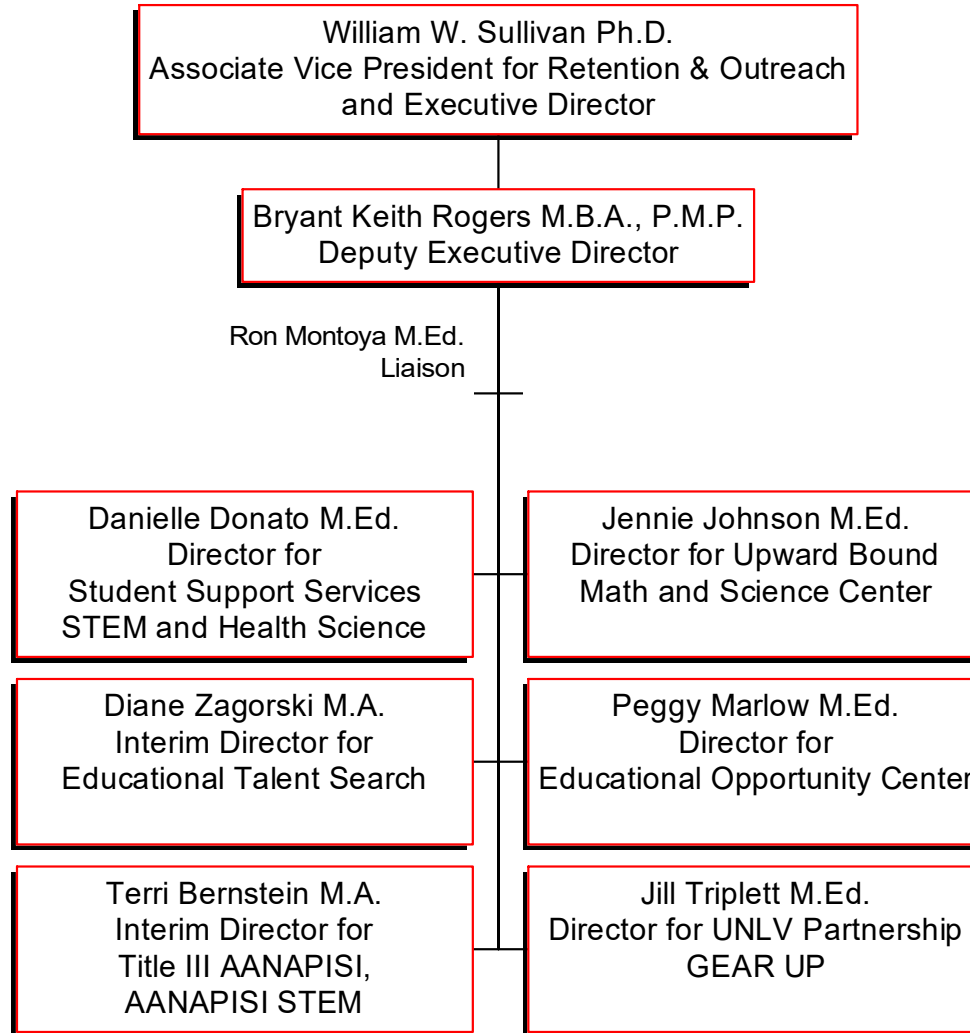 William W. Sullivan Ph.D.
Associate Vice President for Retention & Outreach
and Executive Director
Bryant Keith Rogers M.B.A., P.M.P.
Deputy Executive Director
Ron Montoya M.Ed.
Liaison
Danielle Donato M.Ed.
Director for
Student Support Services
STEM and Health Science
Jennie Johnson M.Ed.
Director for Upward Bound
Math and Science Center
Diane Zagorski M.A.
Interim Director for
Educational Talent Search
Peggy Marlow M.Ed.
Director for
Educational Opportunity Center
Terri Bernstein M.A.
Interim Director for
Title III AANAPISI,
AANAPISI STEM
Jill Triplett M.Ed.
Director for UNLV Partnership
GEAR UP